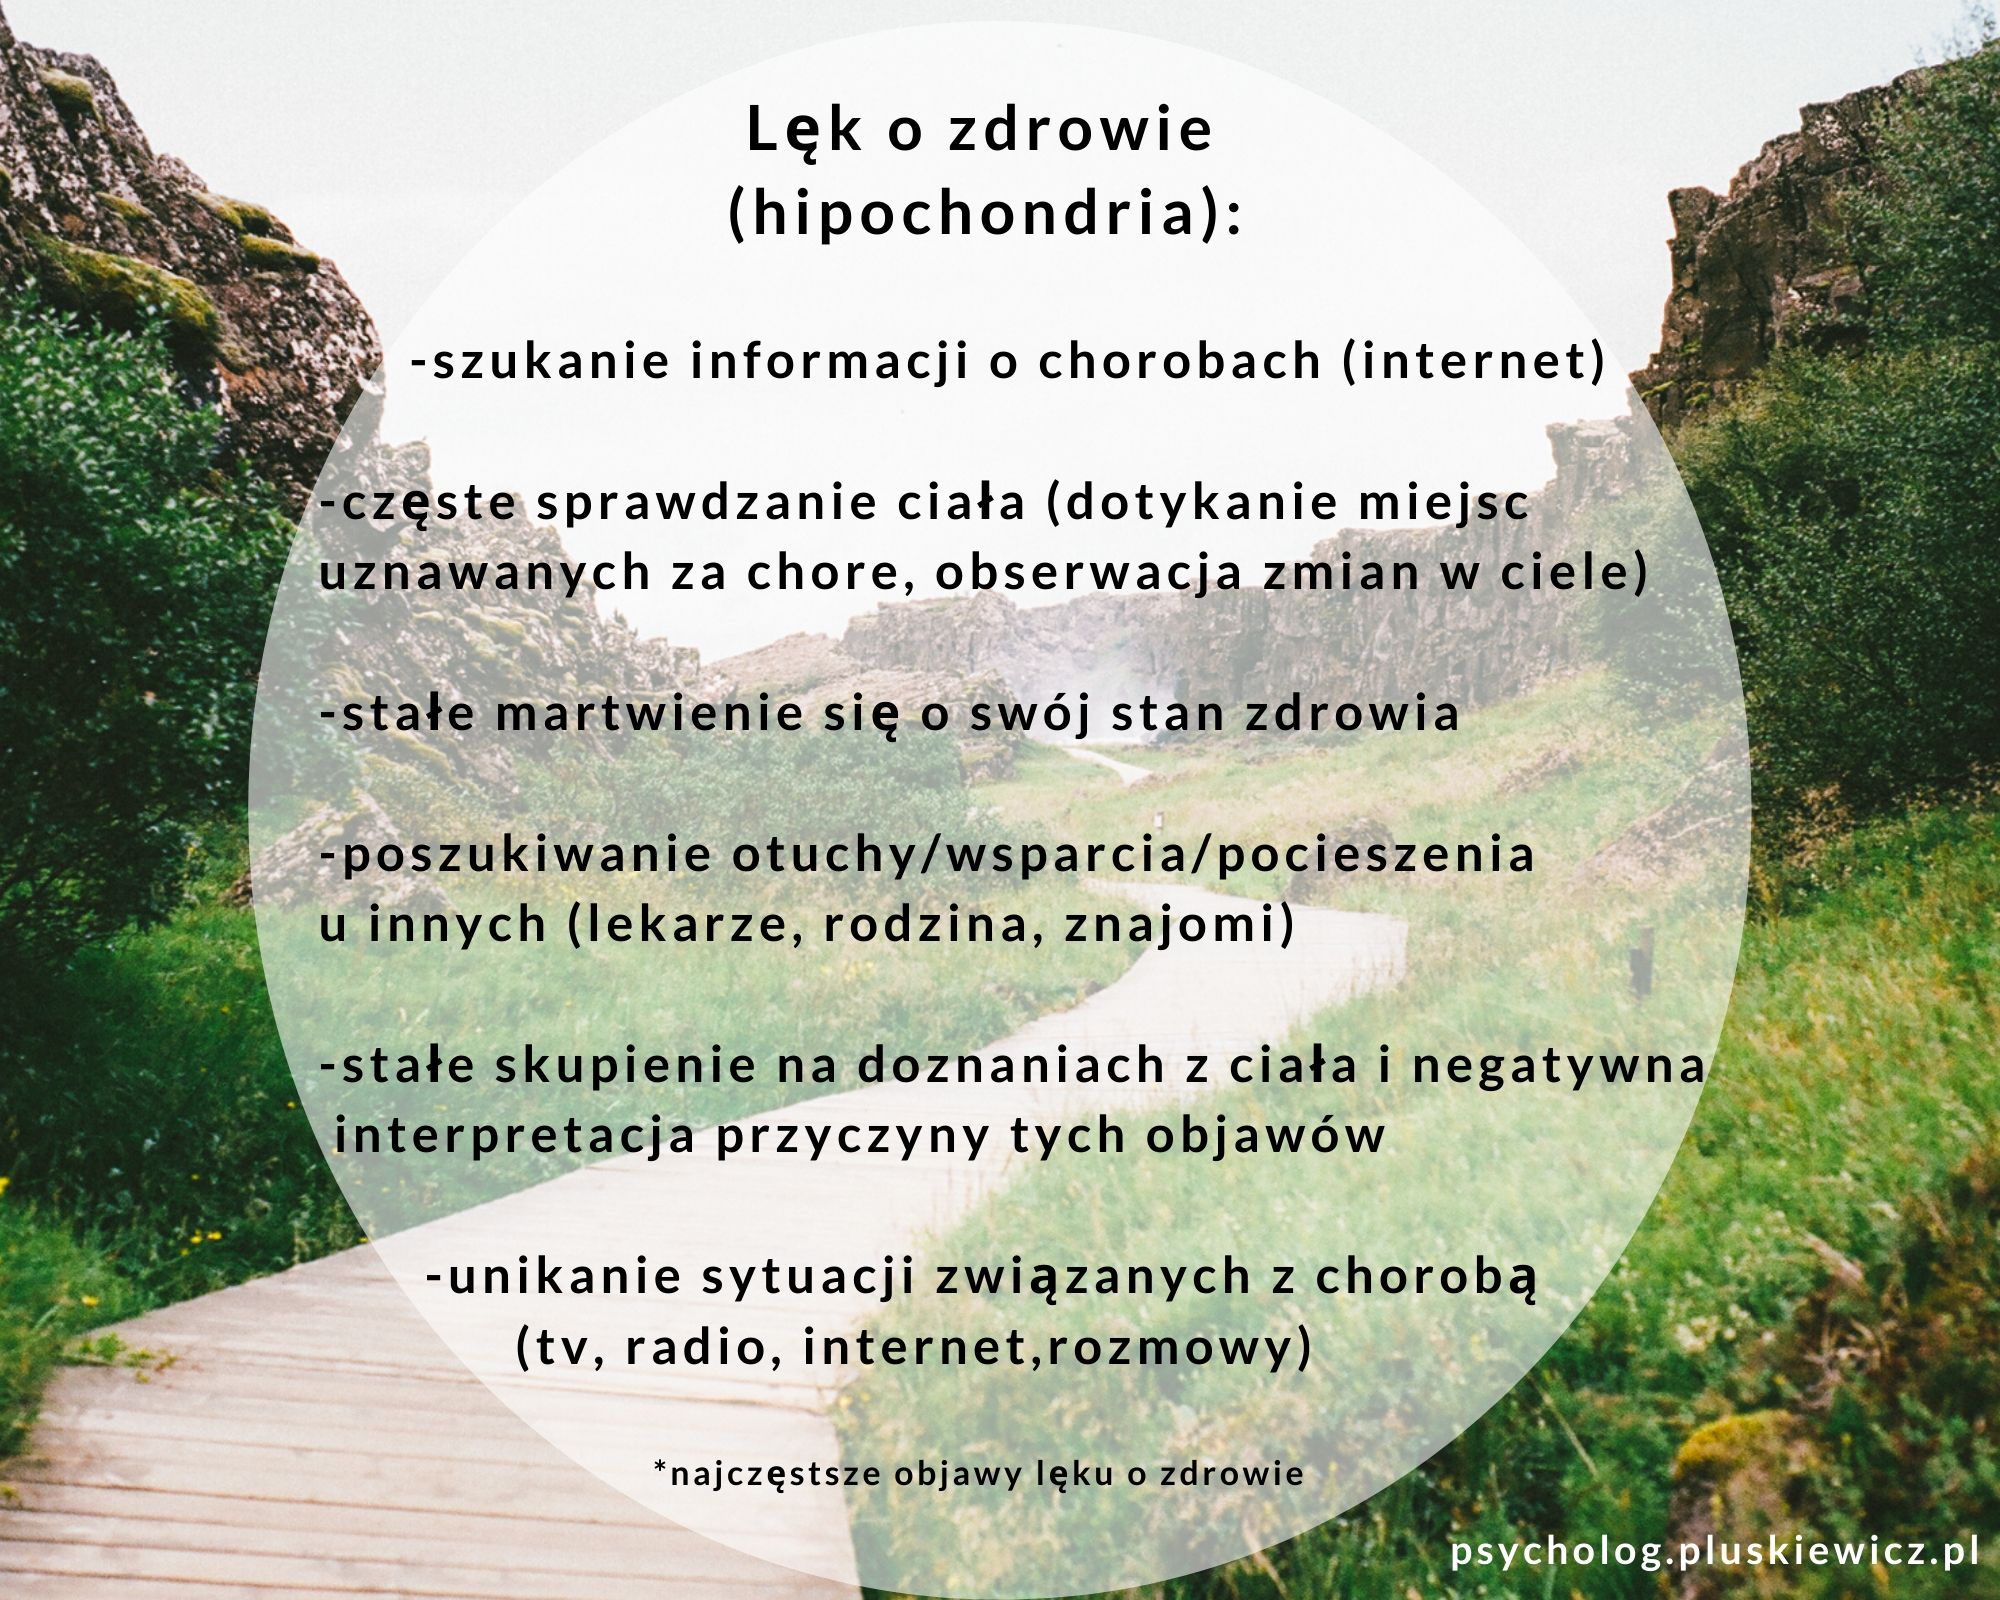 Lęk o zdrowie
(hipochondria):
-szukanie informacji o chorobach (internet)
-częste sprawdzanie ciała (dotykanie miejsc
uznawanych za chore, obserwacja zmian w ciele)
-stałe martwienie się o swój stan zdrowia
-poszukiwanie otuchy/wsparcia/pocieszenia
u innych (lekarze, rodzina, znajomi)
-stałe skupienie na doznaniach z ciała i negatywna
interpretacja przyczyny tych objawów
-unikanie sytuacji związanych z chorobą
(tv, radio, internet,rozmowy)
*najczęstsze objawy lęku o zdrowie
psycholog.pluskiewicz.pl